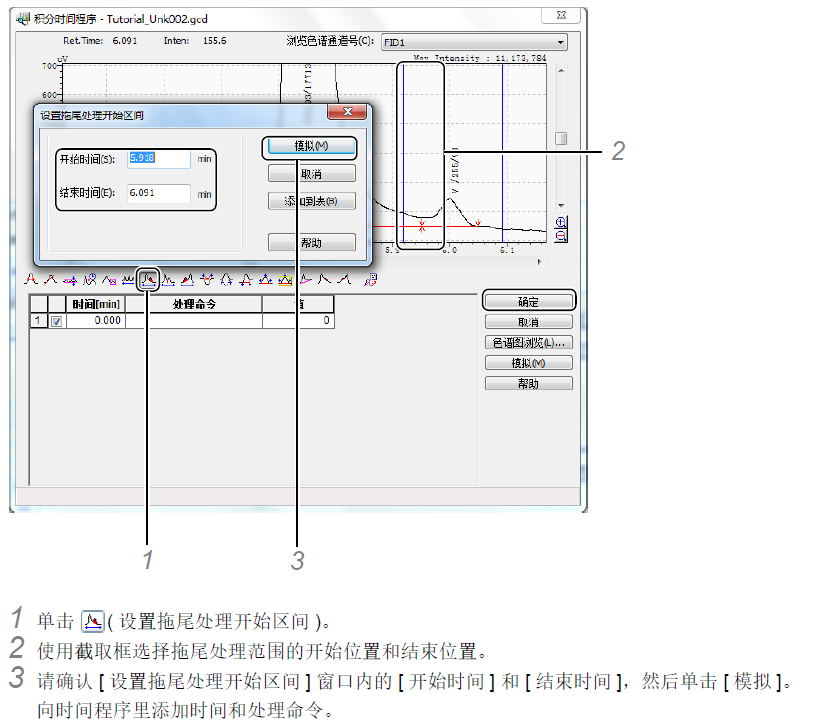 积分时间程序 - Tutorial_Unk002.gcd
Ret.Time: 6.091 Inten: 155.6 浏览色谱通道号(C): FID1
uV Max Intensity : 11,173,784
700
600
设置拖尾处理开始区间
开始时间(S): 5.918 min
结束时间(E): 6.091 min
模拟(M)
取消
添加到表(B)
帮助
V /255/
2
6.0 6.1
时间[min] 处理命令 值
1 0.000 0
确定
取消
色谱图浏览(L)...
模拟(M)
帮助
1 3
1 单击 ( 设置拖尾处理开始区间 )。
2 使用截取框选择拖尾处理范围的开始位置和结束位置。
3 请确认 [ 设置拖尾处理开始区间 ] 窗口内的 [ 开始时间 ] 和 [ 结束时间 ]，然后单击 [ 模拟 ]。
向时间程序里添加时间和处理命令。